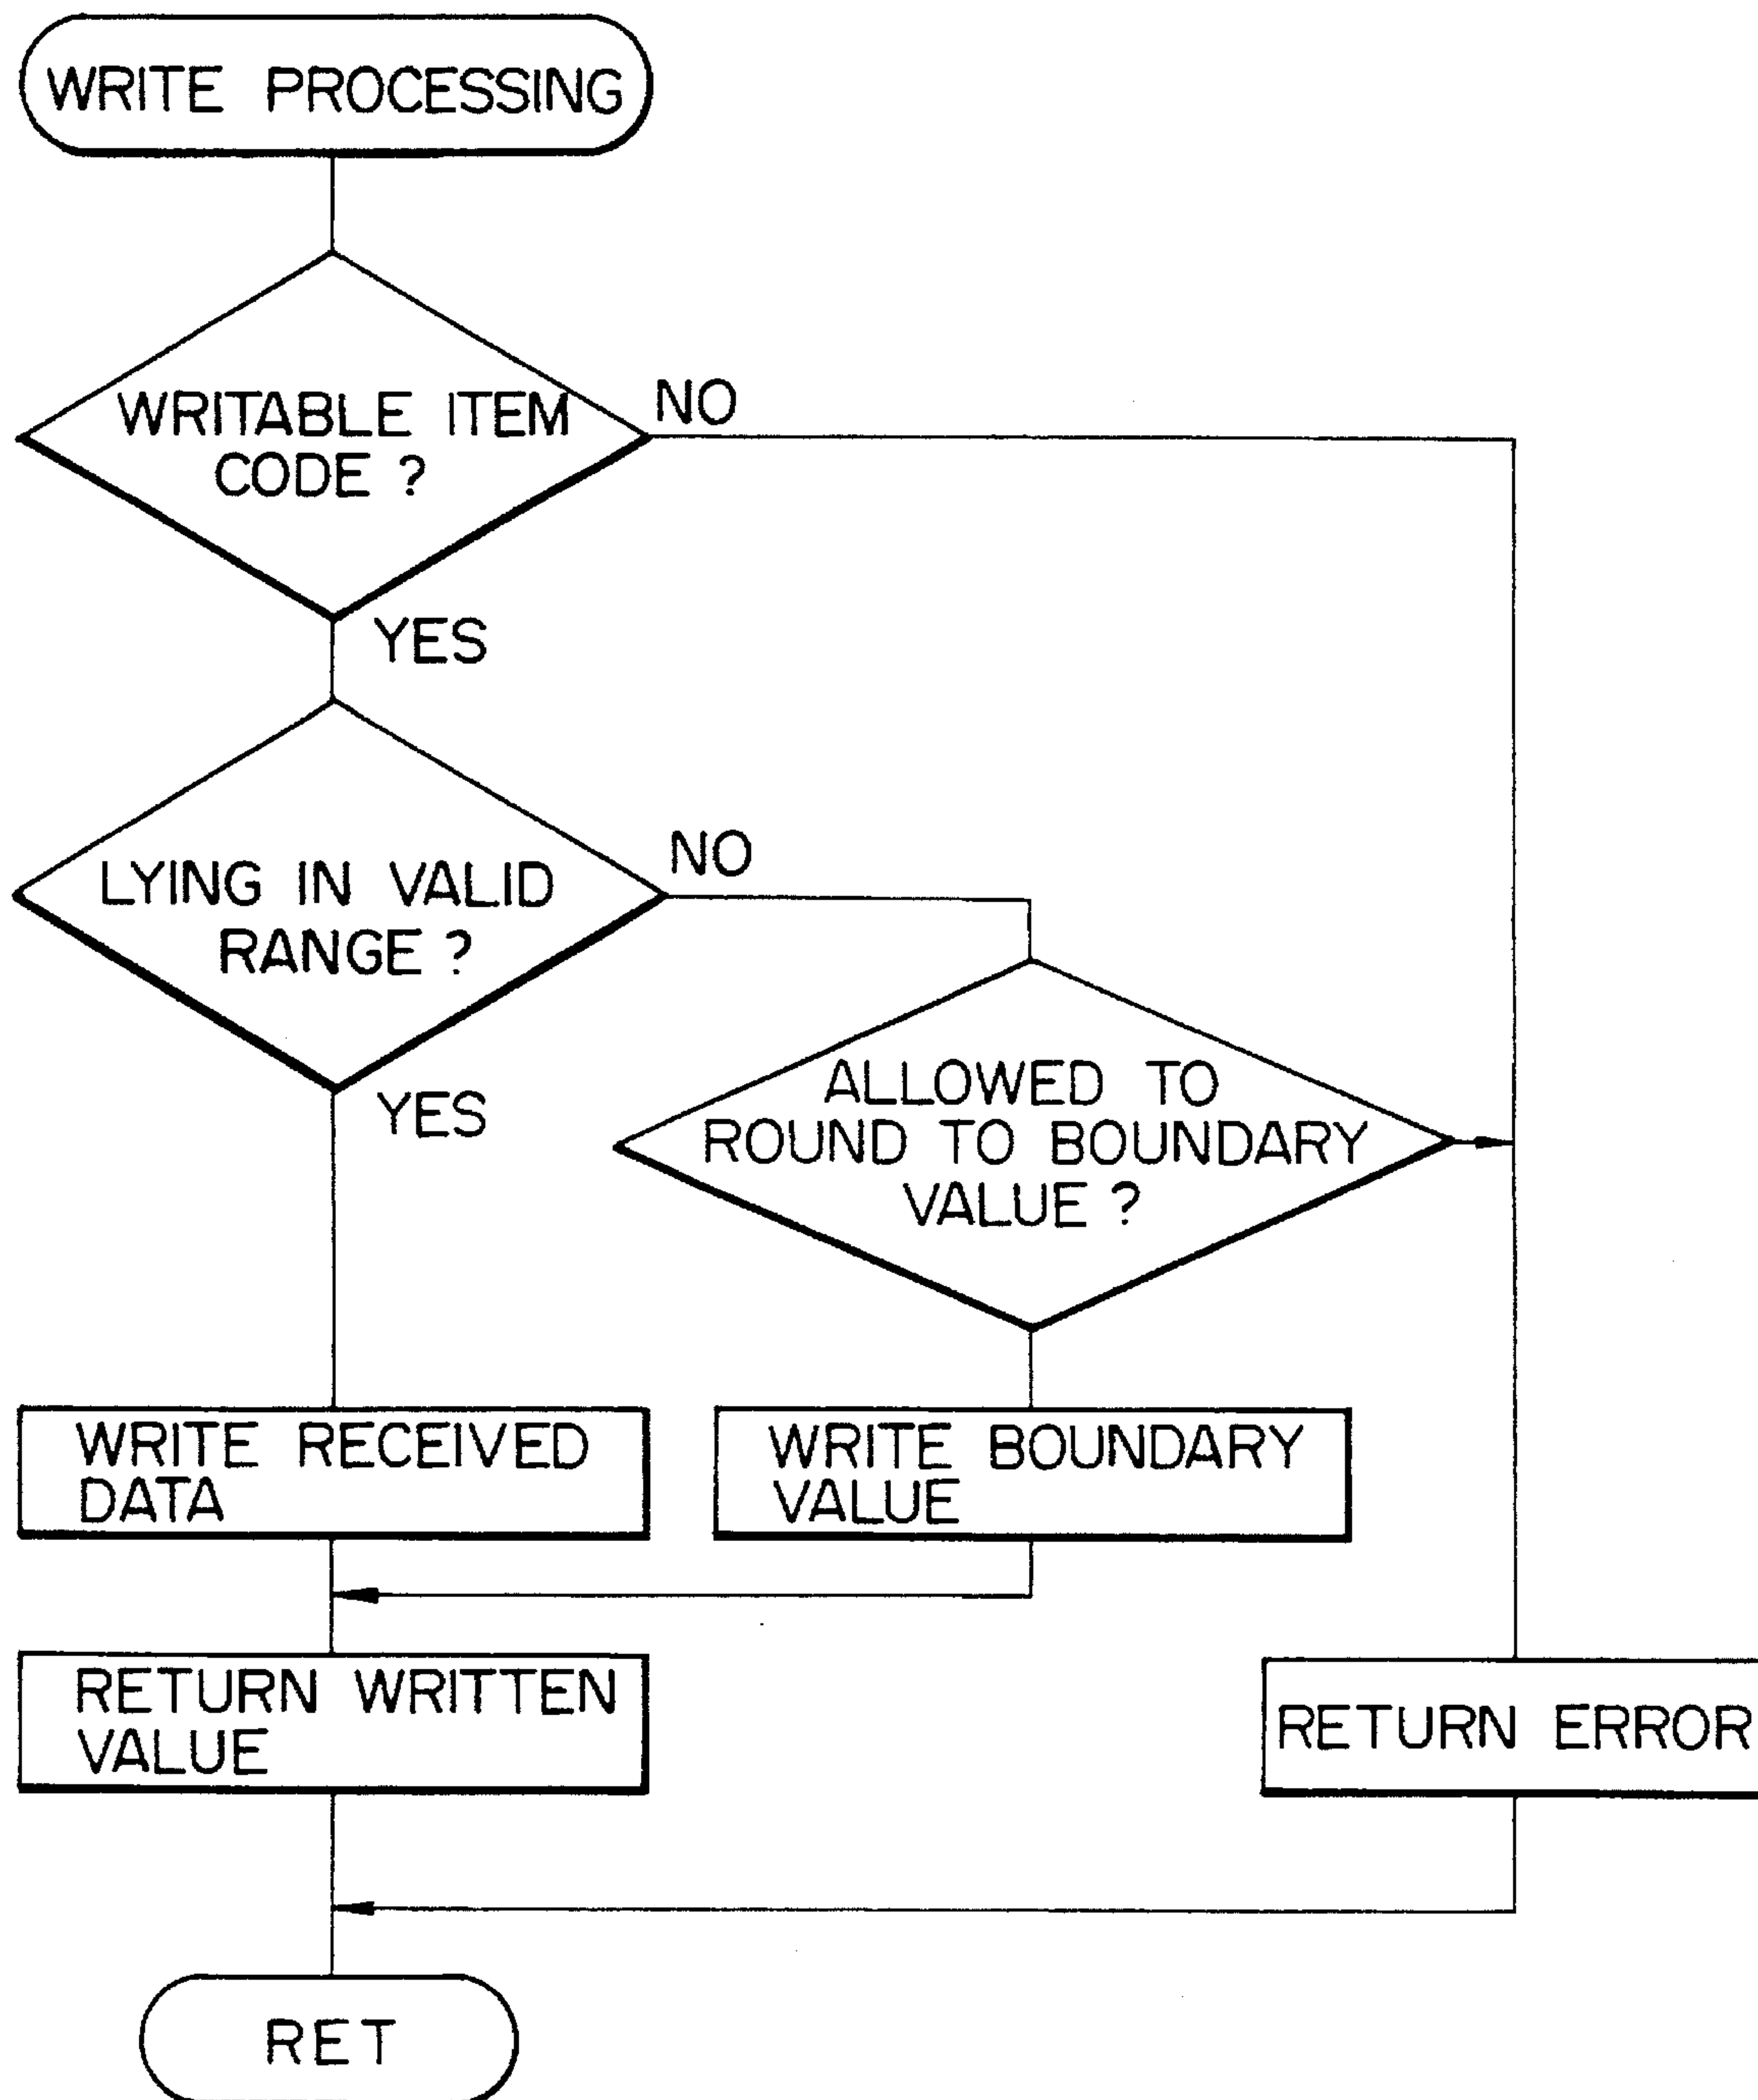 WRITE PROCESSING
WRITABLE ITEM
CODE ?
NO
YES
LYING IN VALID
RANGE ?
NO
YES
ALLOWED TO
ROUND TO BOUNDARY
VALUE ?
WRITE RECEIVED
DATA
WRITE BOUNDARY
VALUE
RETURN WRITTEN
VALUE
RETURN ERROR
RET